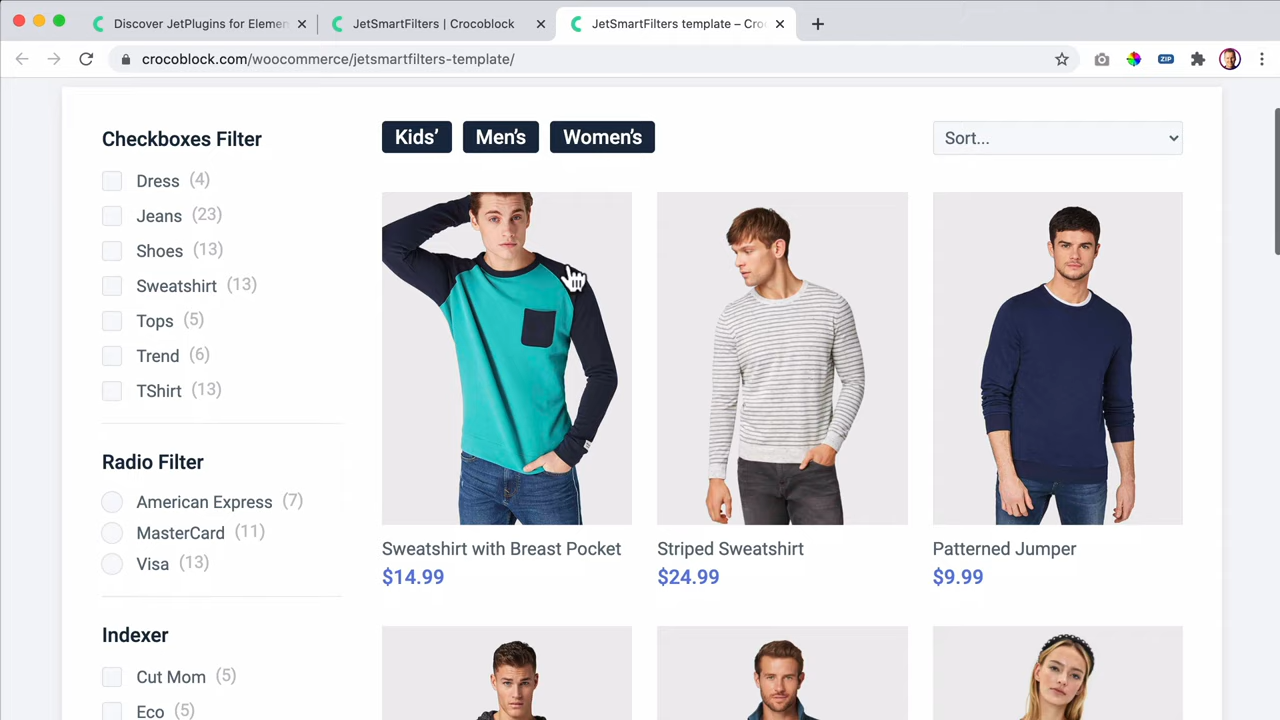 Discover JetPlugins for Elemen
JetSmartFilters | Crocoblock
JetSmartFilters template – Cro
crocoblock.com/woocommerce/jetsmartfilters-template/
ZIP
Checkboxes Filter
Dress (4)
Jeans (23)
Shoes (13)
Sweatshirt (13)
Tops (5)
Trend (6)
TShirt (13)
Radio Filter
American Express (7)
MasterCard (11)
Visa (13)
Indexer
Cut Mom (5)
Eco (5)
Kids’ Men’s Women’s
Sort...
Sweatshirt with Breast Pocket
$14.99
Striped Sweatshirt
$24.99
Patterned Jumper
$9.99